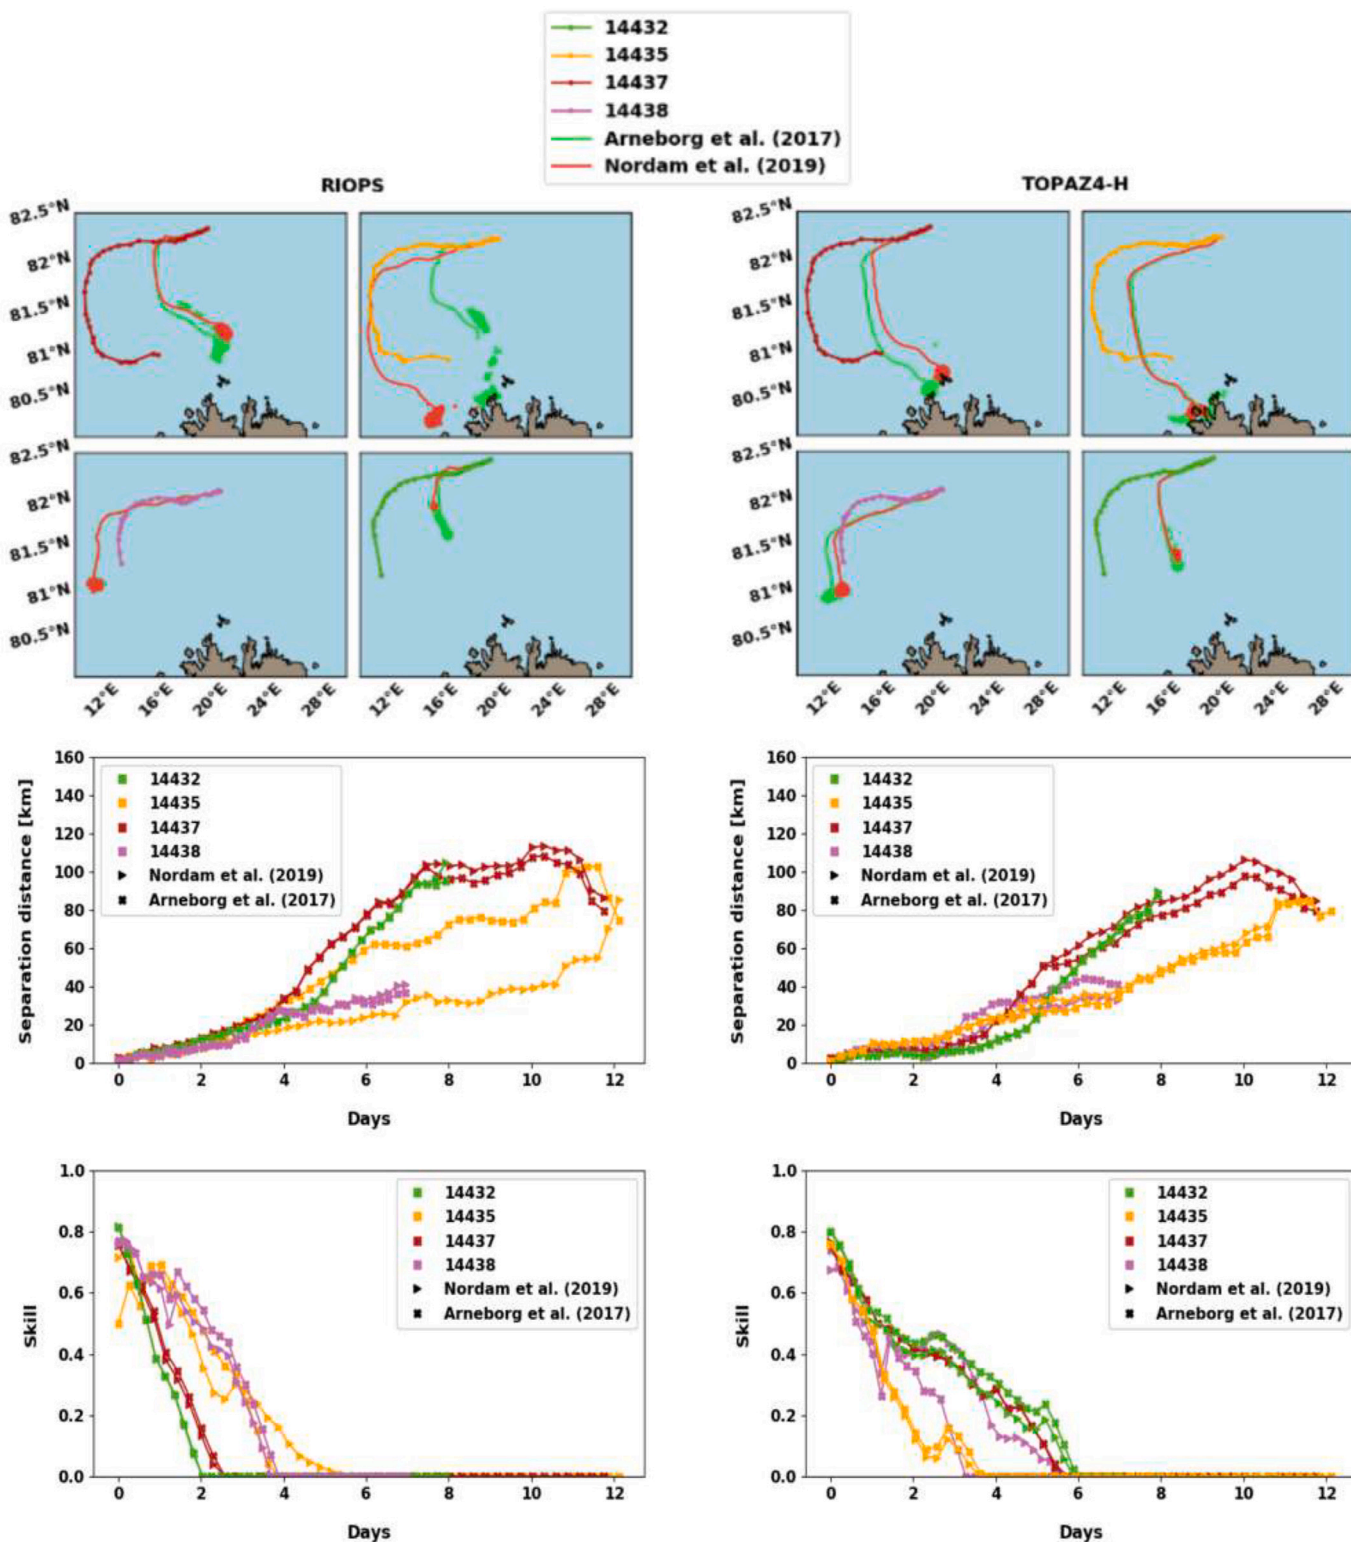 14432
14435
14437
14438
Arneborg et al. (2017)
Nordam et al. (2019)
RIOPS
TOPAZ4-H
82.5°N
82°N
81.5°N
81°N
80.5°N
82.5°N
82°N
81.5°N
81°N
80.5°N
12°E 16°E 20°E 24°E 28°E
12°E 16°E 20°E 24°E 28°E
82.5°N
82°N
81.5°N
81°N
80.5°N
82.5°N
82°N
81.5°N
81°N
80.5°N
12°E 16°E 20°E 24°E 28°E
12°E 16°E 20°E 24°E 28°E
Separation distance [km]
160
140
120
100
80
60
40
20
0
14432
14435
14437
14438
Nordam et al. (2019)
Arneborg et al. (2017)
0 2 4 6 8 10 12
Days
Separation distance [km]
160
140
120
100
80
60
40
20
0
14432
14435
14437
14438
Nordam et al. (2019)
Arneborg et al. (2017)
0 2 4 6 8 10 12
Days
Skill
1.0
0.8
0.6
0.4
0.2
0.0
14432
14435
14437
14438
Nordam et al. (2019)
Arneborg et al. (2017)
0 2 4 6 8 10 12
Days
Skill
1.0
0.8
0.6
0.4
0.2
0.0
14432
14435
14437
14438
Nordam et al. (2019)
Arneborg et al. (2017)
0 2 4 6 8 10 12
Days